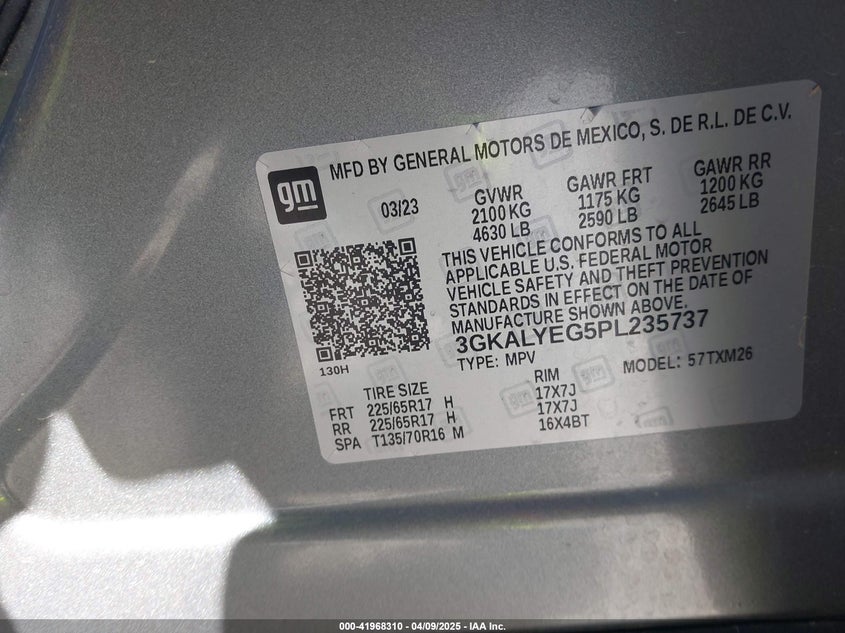 MFD BY GENERAL MOTORS DE MEXICO, S. DE R.L. DE C.V.
gm
03/23
GVWR
2100 KG
4630 LB
GAWR FRT
1175 KG
2590 LB
GAWR RR
1200 KG
2645 LB
THIS VEHICLE CONFORMS TO ALL
APPLICABLE U.S. FEDERAL MOTOR
VEHICLE SAFETY AND THEFT PREVENTION
STANDARDS IN EFFECT ON THE DATE OF
MANUFACTURE SHOWN ABOVE.
3GKALYEG5PL235737
TYPE: MPV
MODEL: 57TXM26
130H
TIRE SIZE
RIM
FRT 225/65R17 H 17X7J
RR 225/65R17 H 17X7J
SPA T135/70R16 M 16X4BT
000-41968310 - 04/09/2025 - IAA Inc.